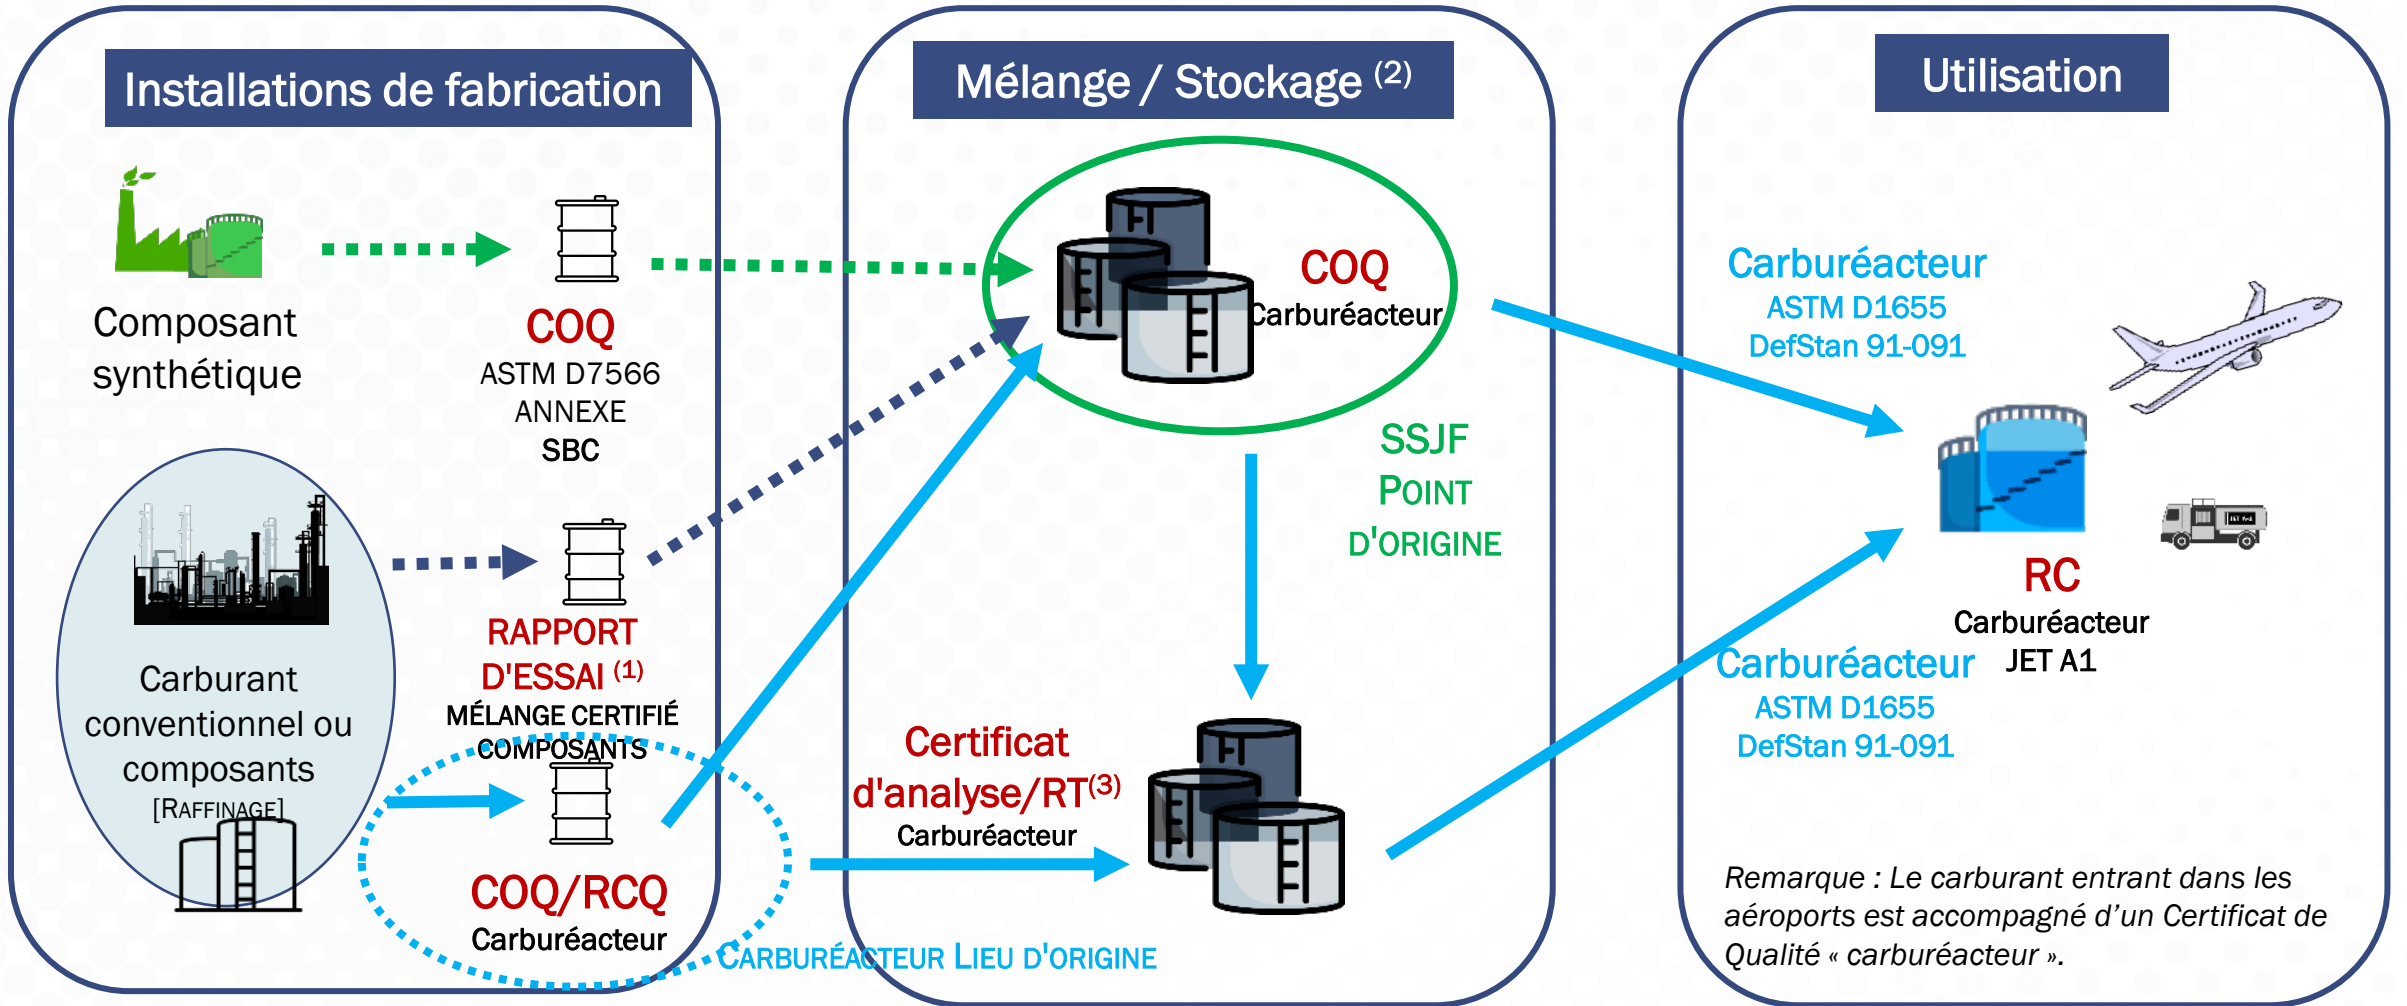 Installations de fabrication
Composant
synthétique
COQ
ASTM D7566
ANNEXE
SBC
Carburant
conventionnel ou
composants
[RAFFINAGE]
RAPPORT
D'ESSAI (1)
MÉLANGE CERTIFIÉ
COMPOSANTS
COQ/RCQ
Carburéacteur
CARBURÉACTEUR LIEU D'ORIGINE
Mélange / Stockage (2)
COQ
Carburéacteur
SSJF
POINT
D'ORIGINE
Certificat
d'analyse/RT(3)
Carburéacteur
Utilisation
Carburéacteur
ASTM D1655
DefStan 91-091
JET A-1
RC
Carburéacteur
JET A1
Carburéacteur
ASTM D1655
DefStan 91-091
Remarque : Le carburant entrant dans les
aéroports est accompagné d’un Certificat de
Qualité « carburéacteur ».